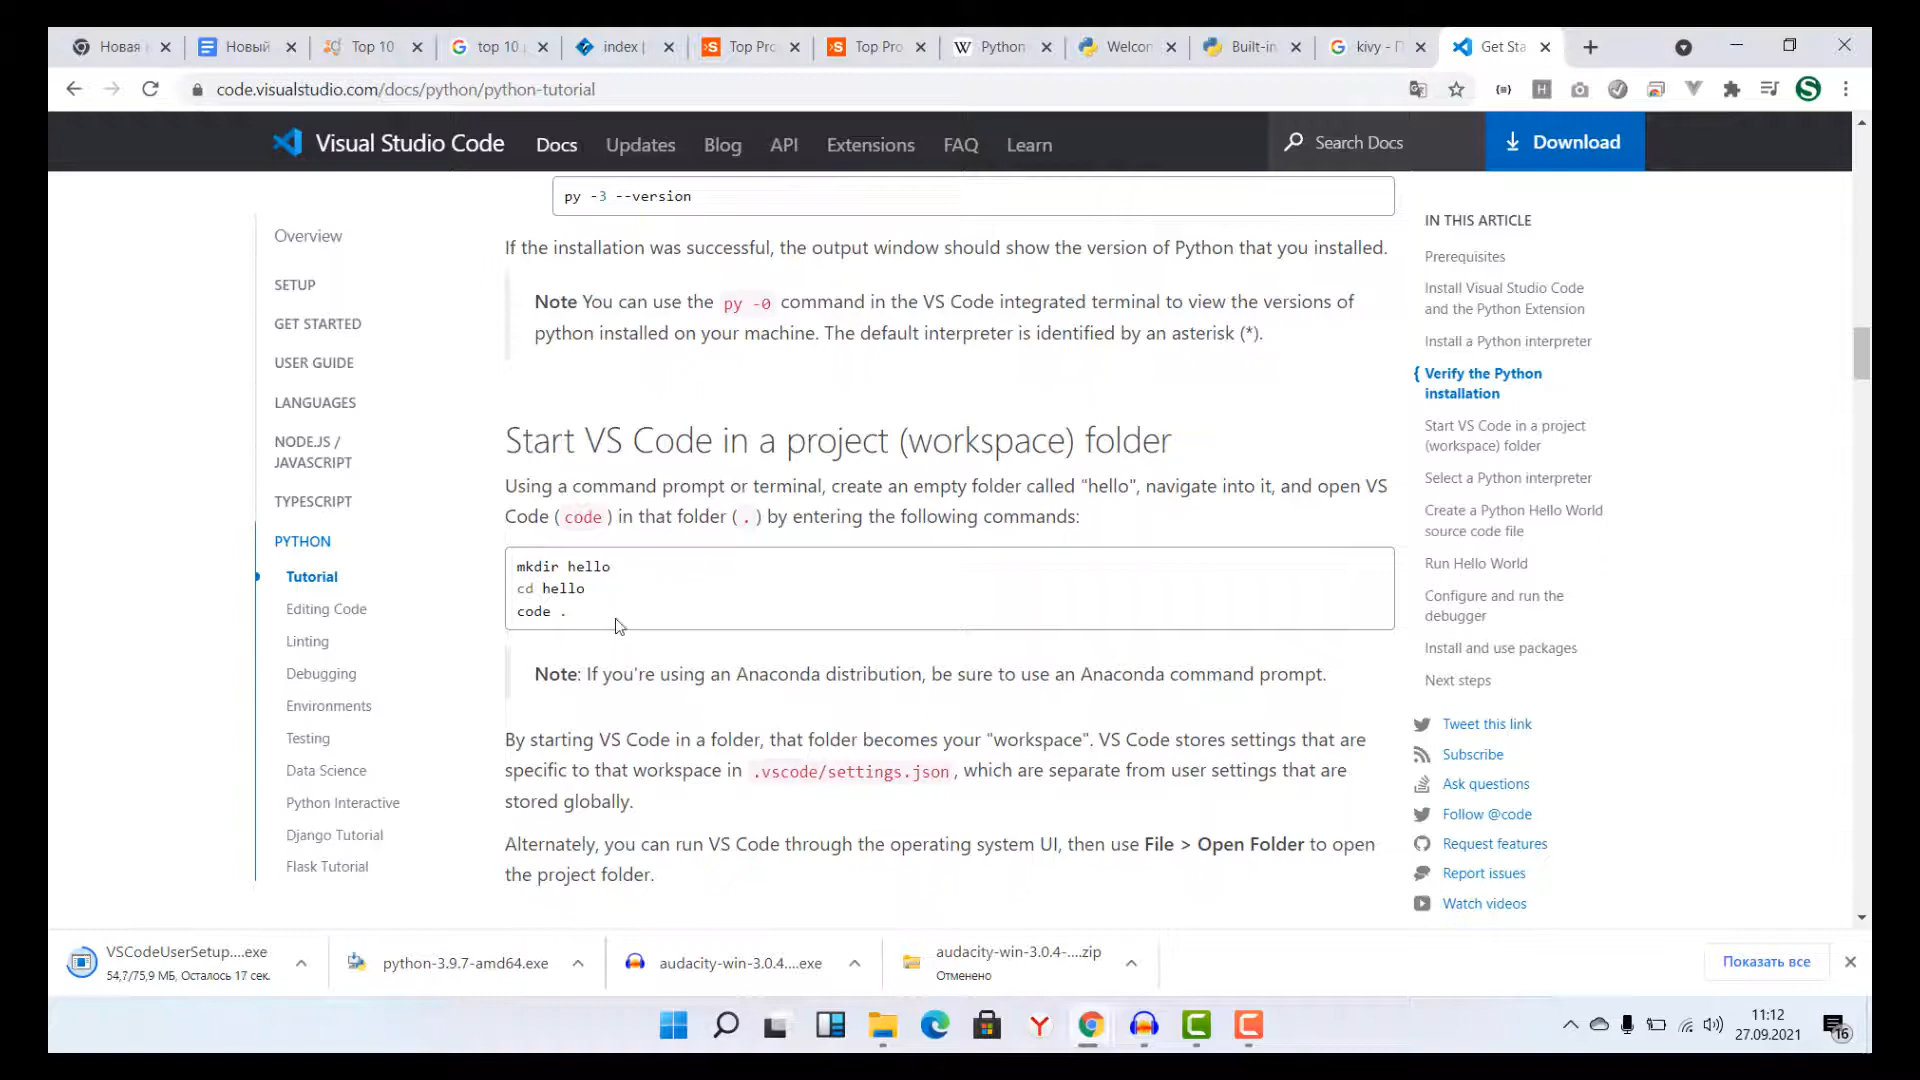 Новая
Новый
Top 10
top 10
index |
Top Pro
Top Pro
Python
Welcon
Built-in
kivy - П
Get Sta
code.visualstudio.com/docs/python/python-tutorial
Visual Studio Code
Docs
Updates
Blog
API
Extensions
FAQ
Learn
Search Docs
Download
Overview
SETUP
GET STARTED
USER GUIDE
LANGUAGES
NODE.JS /
JAVASCRIPT
TYPESCRIPT
PYTHON
Tutorial
Editing Code
Linting
Debugging
Environments
Testing
Data Science
Python Interactive
Django Tutorial
Flask Tutorial
py -3 --version
If the installation was successful, the output window should show the version of Python that you installed.
Note You can use the py -0 command in the VS Code integrated terminal to view the versions of
python installed on your machine. The default interpreter is identified by an asterisk (*).
Start VS Code in a project (workspace) folder
Using a command prompt or terminal, create an empty folder called "hello", navigate into it, and open VS
Code ( code ) in that folder ( . ) by entering the following commands:
mkdir hello
cd hello
code .
Note: If you're using an Anaconda distribution, be sure to use an Anaconda command prompt.
By starting VS Code in a folder, that folder becomes your "workspace". VS Code stores settings that are
specific to that workspace in .vscode/settings.json, which are separate from user settings that are
stored globally.
Alternately, you can run VS Code through the operating system UI, then use File > Open Folder to open
the project folder.
IN THIS ARTICLE
Prerequisites
Install Visual Studio Code
and the Python Extension
Install a Python interpreter
Verify the Python
installation
Start VS Code in a project
(workspace) folder
Select a Python interpreter
Create a Python Hello World
source code file
Run Hello World
Configure and run the
debugger
Install and use packages
Next steps
Tweet this link
Subscribe
Ask questions
Follow @code
Request features
Report issues
Watch videos
VSCodeUserSetup....exe
54,7/75,9 МБ, Осталось 17 сек.
python-3.9.7-amd64.exe
audacity-win-3.0.4....exe
audacity-win-3.0.4-....zip
Отменено
Показать все
11:12
27.09.2021
16